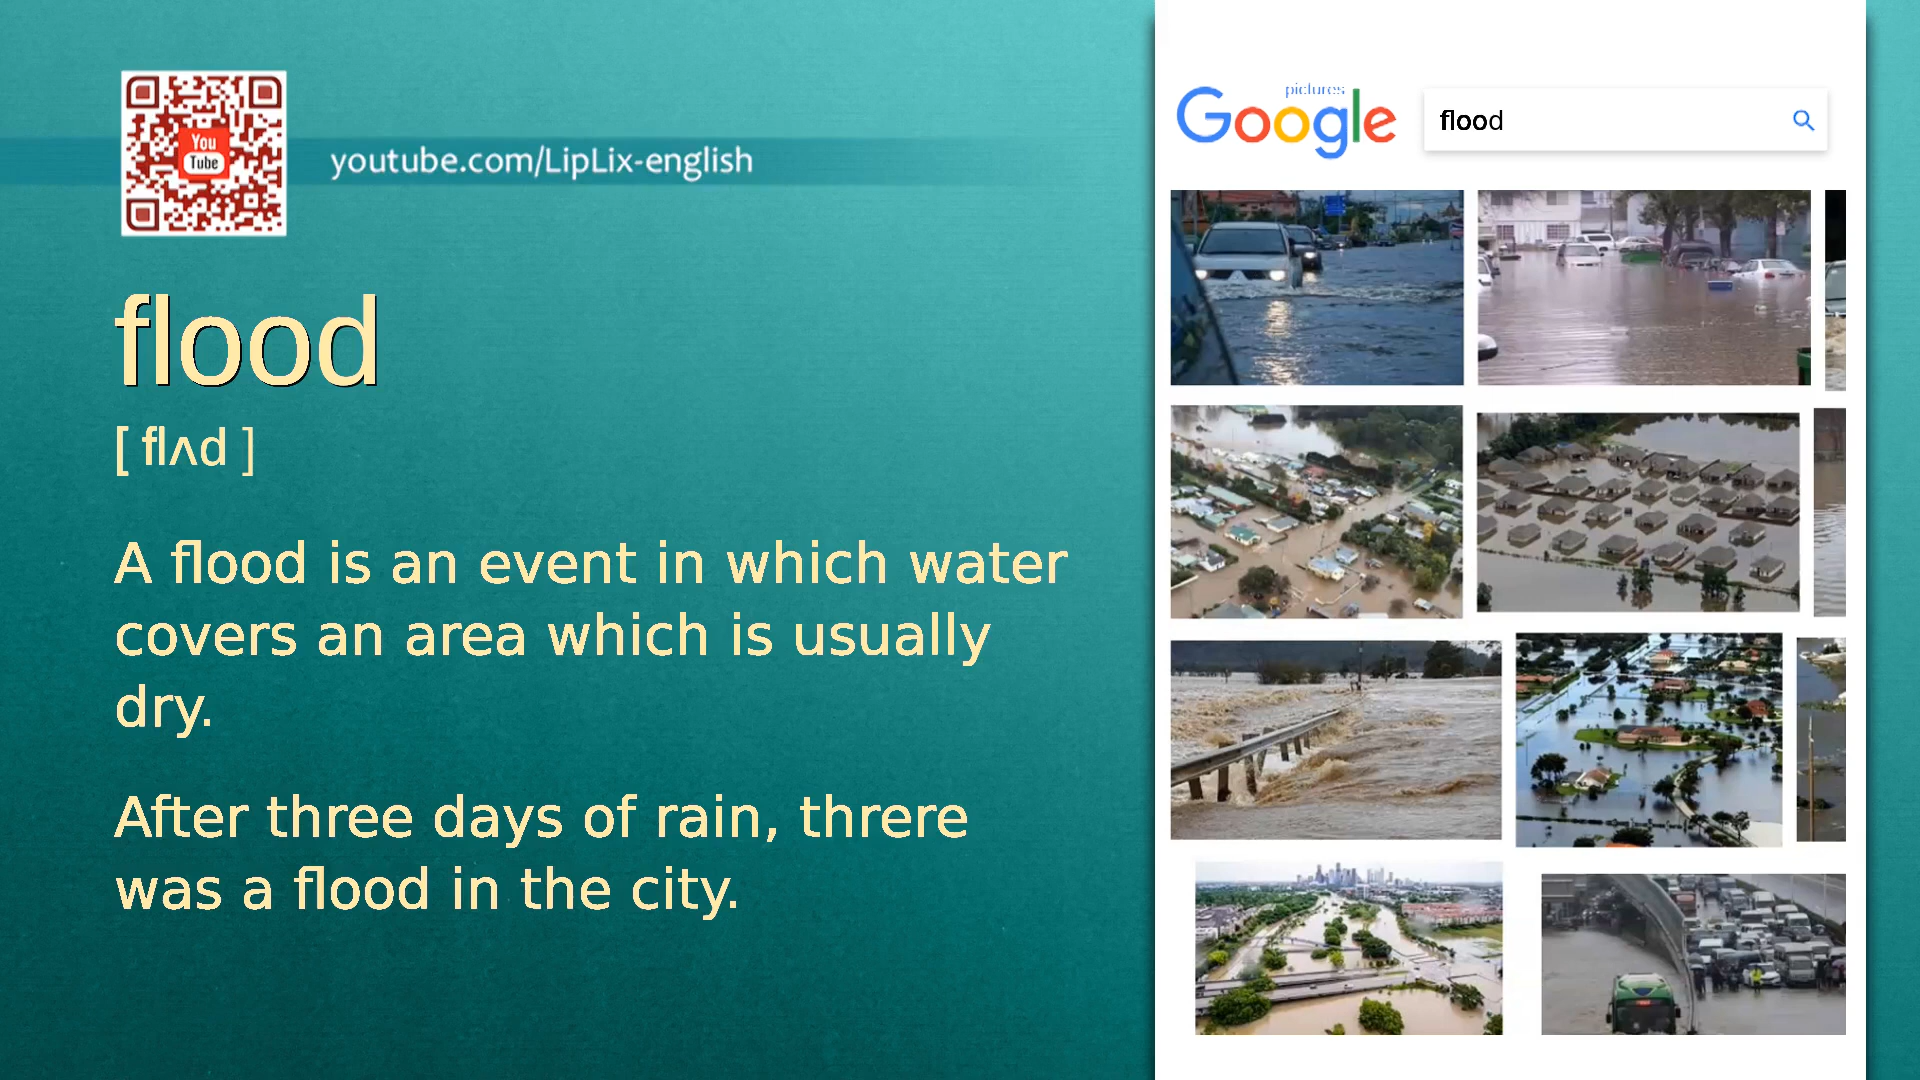 You
Tube
youtube.com/LipLix-english
flood
[ flʌd ]
A flood is an event in which water
covers an area which is usually
dry.
After three days of rain, threre
was a flood in the city.
pictures
Google
flood